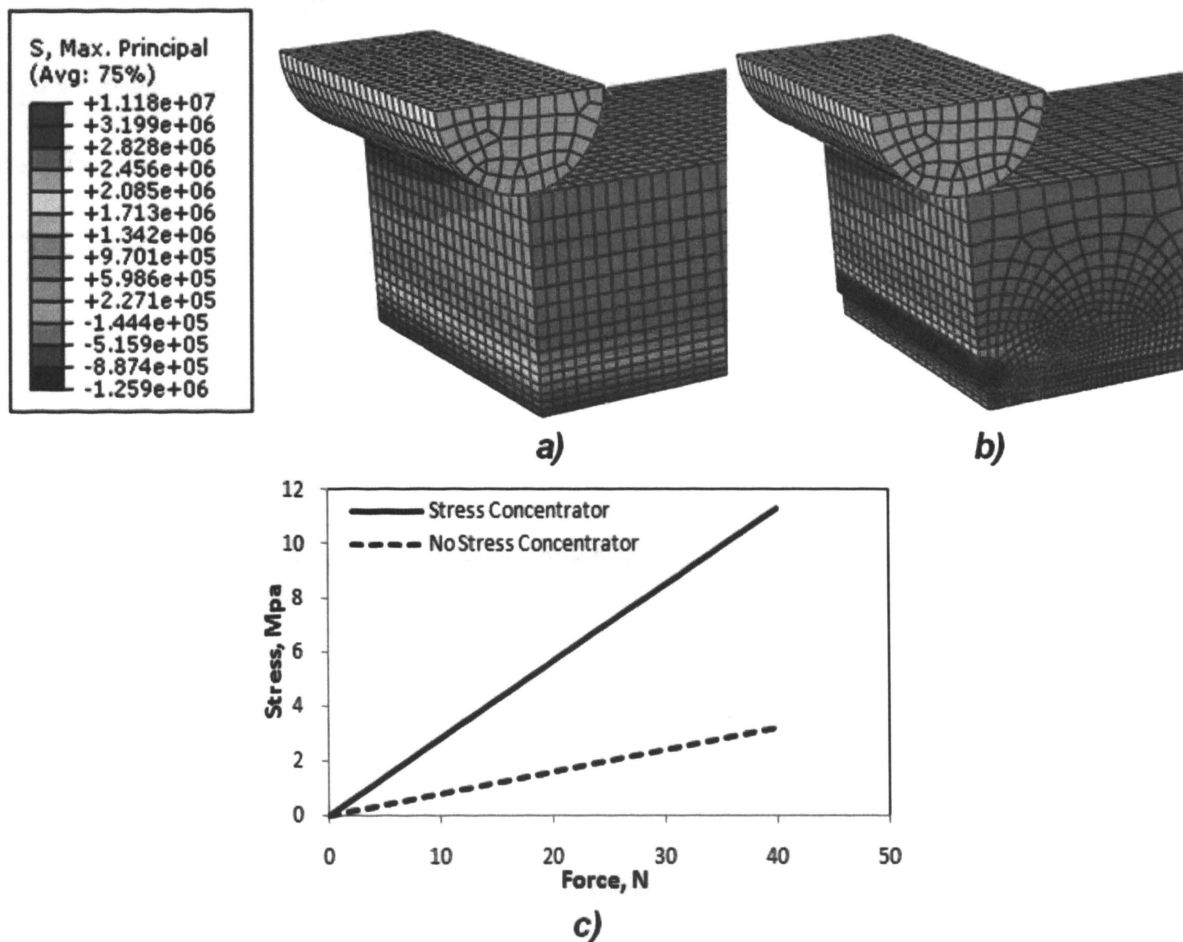 S, Max. Principal
(Avg: 75%)
+1.118e+07
+3.199e+06
+2.828e+06
+2.456e+06
+2.085e+06
+1.713e+06
+1.342e+06
+9.701e+05
+5.986e+05
+2.271e+05
-1.444e+05
-5.159e+05
-8.874e+05
-1.259e+06
a)
b)
12
10
8
6
4
2
0
Stress, Mpa
Stress Concentrator
No Stress Concentrator
0 10 20 30 40 50
Force, N
c)